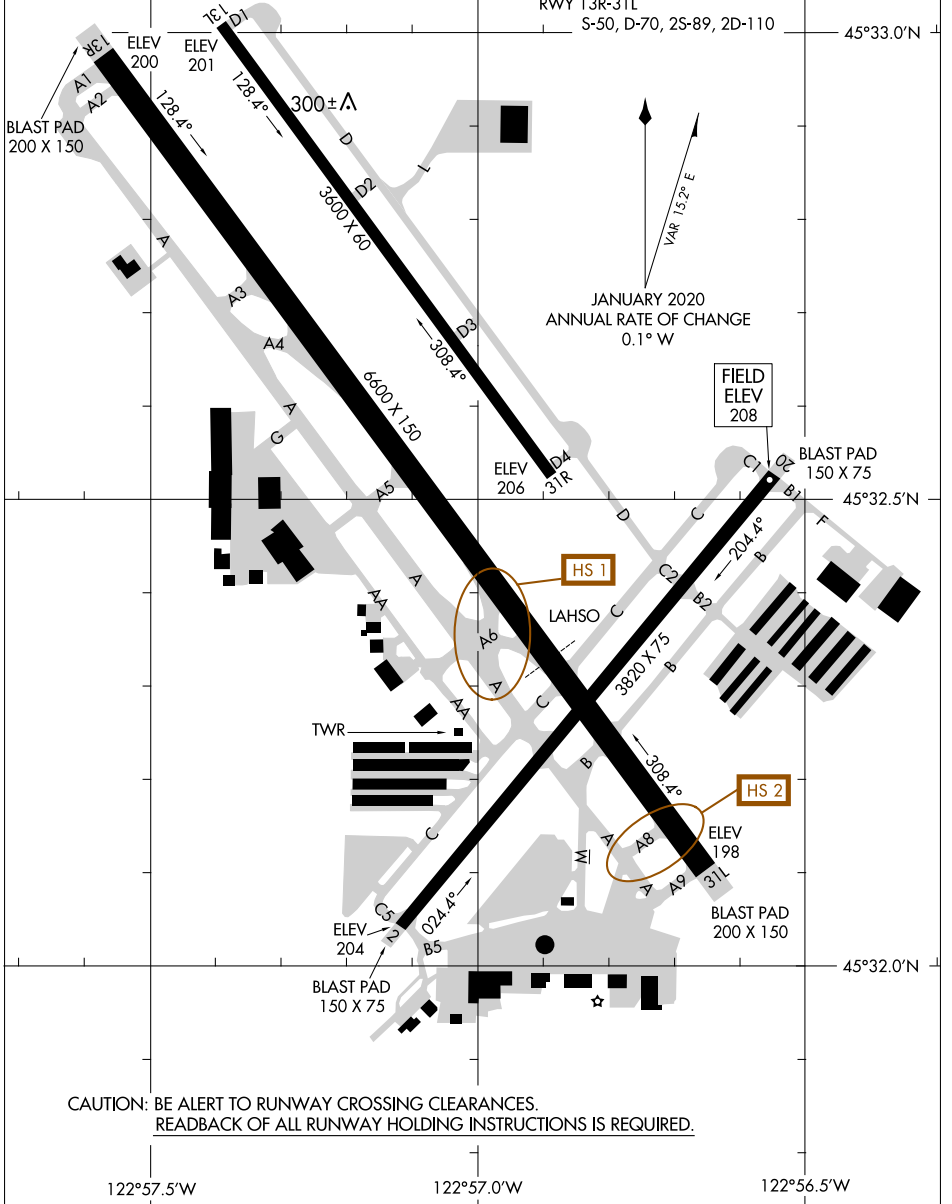 RWY 13R-31L
S-50, D-70, 2S-89, 2D-110
45°33.0'N
13R
ELEV
200
13L
D1
ELEV
201
A1
A2
BLAST PAD
200 X 150
128.4°
128.4°
300±
D
L
D2
3600 X 60
VAR 15.2° E
JANUARY 2020
ANNUAL RATE OF CHANGE
0.1° W
A
A3
A4
D3
308.4°
6600 X 150
FIELD
ELEV
208
A
G
A5
ELEV
206
D4
31R
C1
20
BLAST PAD
150 X 75
B1
45°32.5'N
D
C
F
204.4°
B
HS 1
A
AA
C2
B2
LAHSO
C
A6
3820 X 75
B
A
C
AA
TWR
B
308.4°
HS 2
C
A
A8
ELEV
198
W
A
A9
31L
C5
2
024.4°
B5
ELEV
204
BLAST PAD
200 X 150
BLAST PAD
150 X 75
45°32.0'N
CAUTION: BE ALERT TO RUNWAY CROSSING CLEARANCES.
READBACK OF ALL RUNWAY HOLDING INSTRUCTIONS IS REQUIRED.
122°57.5'W
122°57.0'W
122°56.5'W